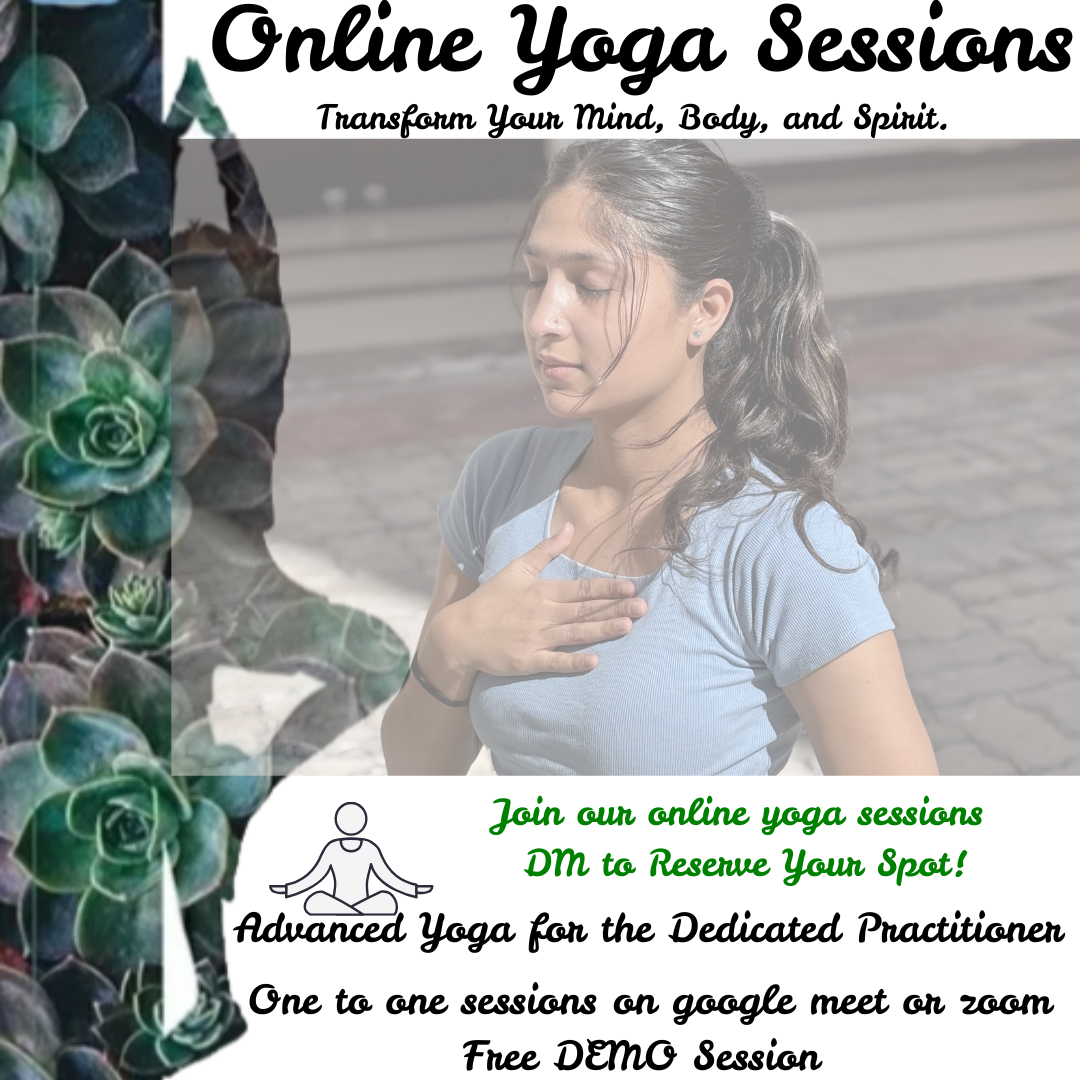 Online Yoga Sessions
Transform Your Mind, Body, and Spirit.
Join our online yoga sessions
DM to Reserve Your Spot!
Advanced Yoga for the Dedicated Practitioner
One to one sessions on google meet or zoom
Free DEMO Session